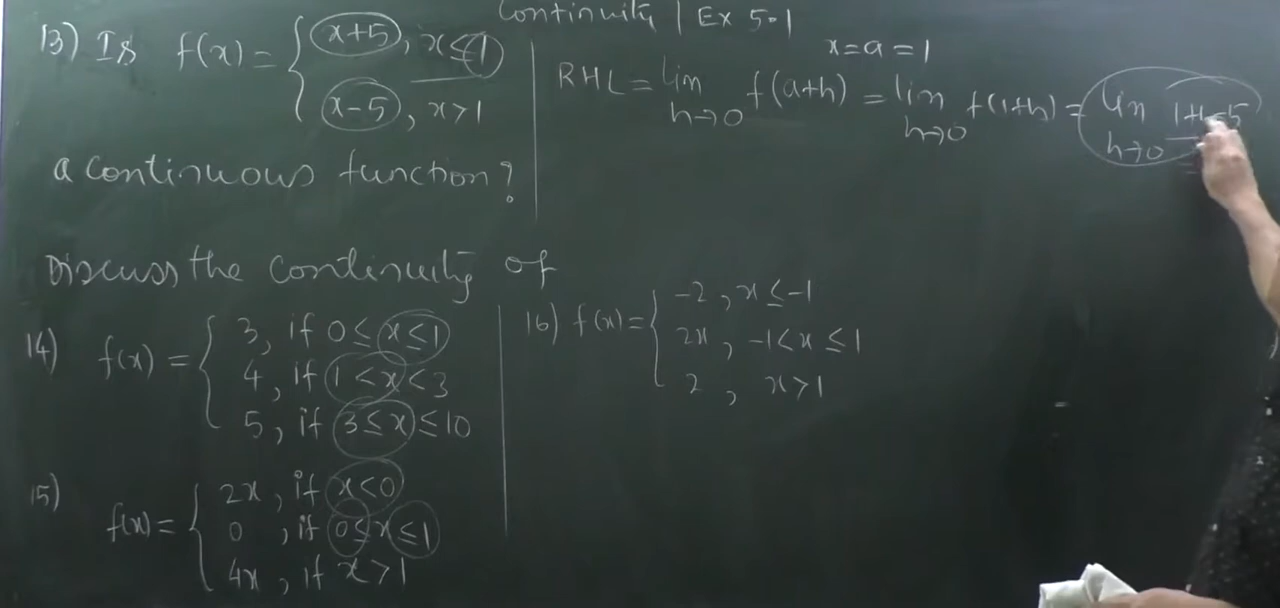 Continuity | Ex 5.1
13) Is f(x) = { x+5, x ≤ 1
x-5, x > 1
a continuous function?
x = a = 1
RHL = lim h→0 f(a+h) = lim h→0 f(1+h) = lim h→0 1+h-5
Discuss the continuity of
14) f(x) = { 3, if 0 ≤ x ≤ 1
4, if 1 < x < 3
5, if 3 ≤ x ≤ 10
15) f(x) = { 2x, if x < 0
0, if 0 ≤ x ≤ 1
4x, if x > 1
16) f(x) = { -2, x ≤ -1
2x, -1 < x ≤ 1
2, x > 1